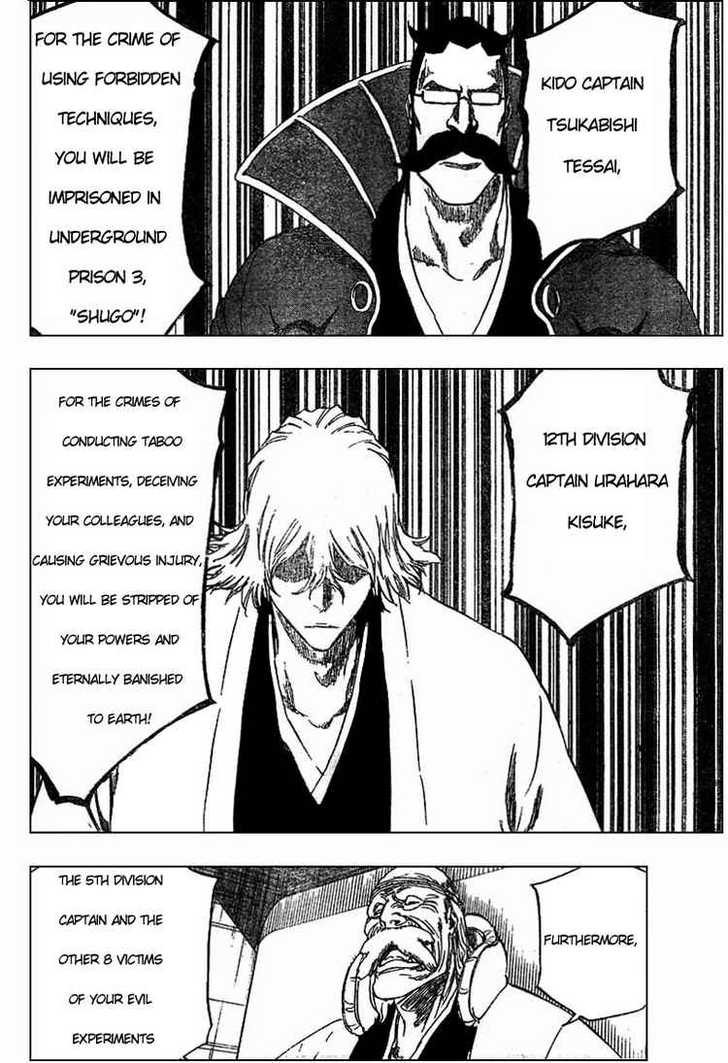 KIDO CAPTAIN
TSUKABISHI
TESSAI,
FOR THE CRIME OF
USING FORBIDDEN
TECHNIQUES,
YOU WILL BE
IMPRISONED IN
UNDERGROUND
PRISON 3,
"SHUGO"!
12TH DIVISION
CAPTAIN URAHARA
KISUKE,
FOR THE CRIMES OF
CONDUCTING TABOO
EXPERIMENTS, DECEIVING
YOUR COLLEAGUES, AND
CAUSING GRIEVOUS INJURY,
YOU WILL BE STRIPPED OF
YOUR POWERS AND
ETERNALLY BANISHED
TO EARTH!
FURTHERMORE,
THE 5TH DIVISION
CAPTAIN AND THE
OTHER 8 VICTIMS
OF YOUR EVIL
EXPERIMENTS